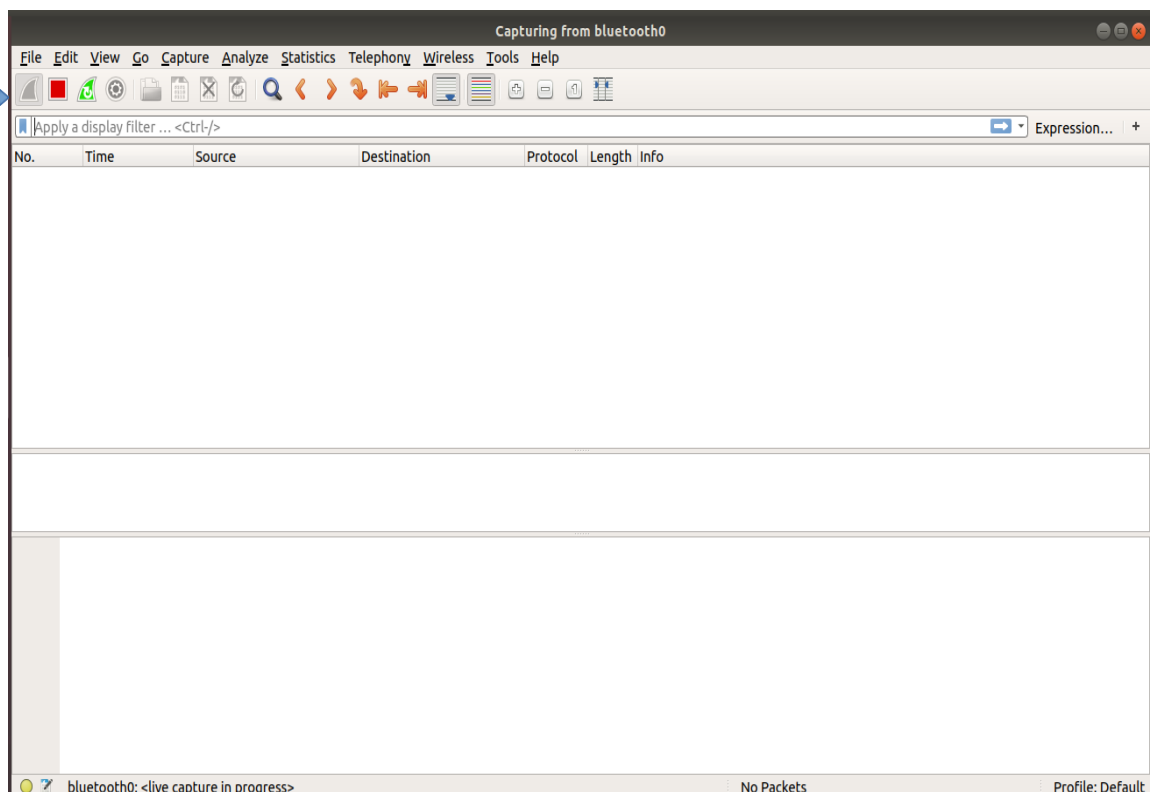 Capturing from bluetooth0
File Edit View Go Capture Analyze Statistics Telephony Wireless Tools Help
Apply a display filter ... <Ctrl-/> Expression... +
No. Time Source Destination Protocol Length Info
bluetooth0: <live capture in progress> No Packets Profile: Default